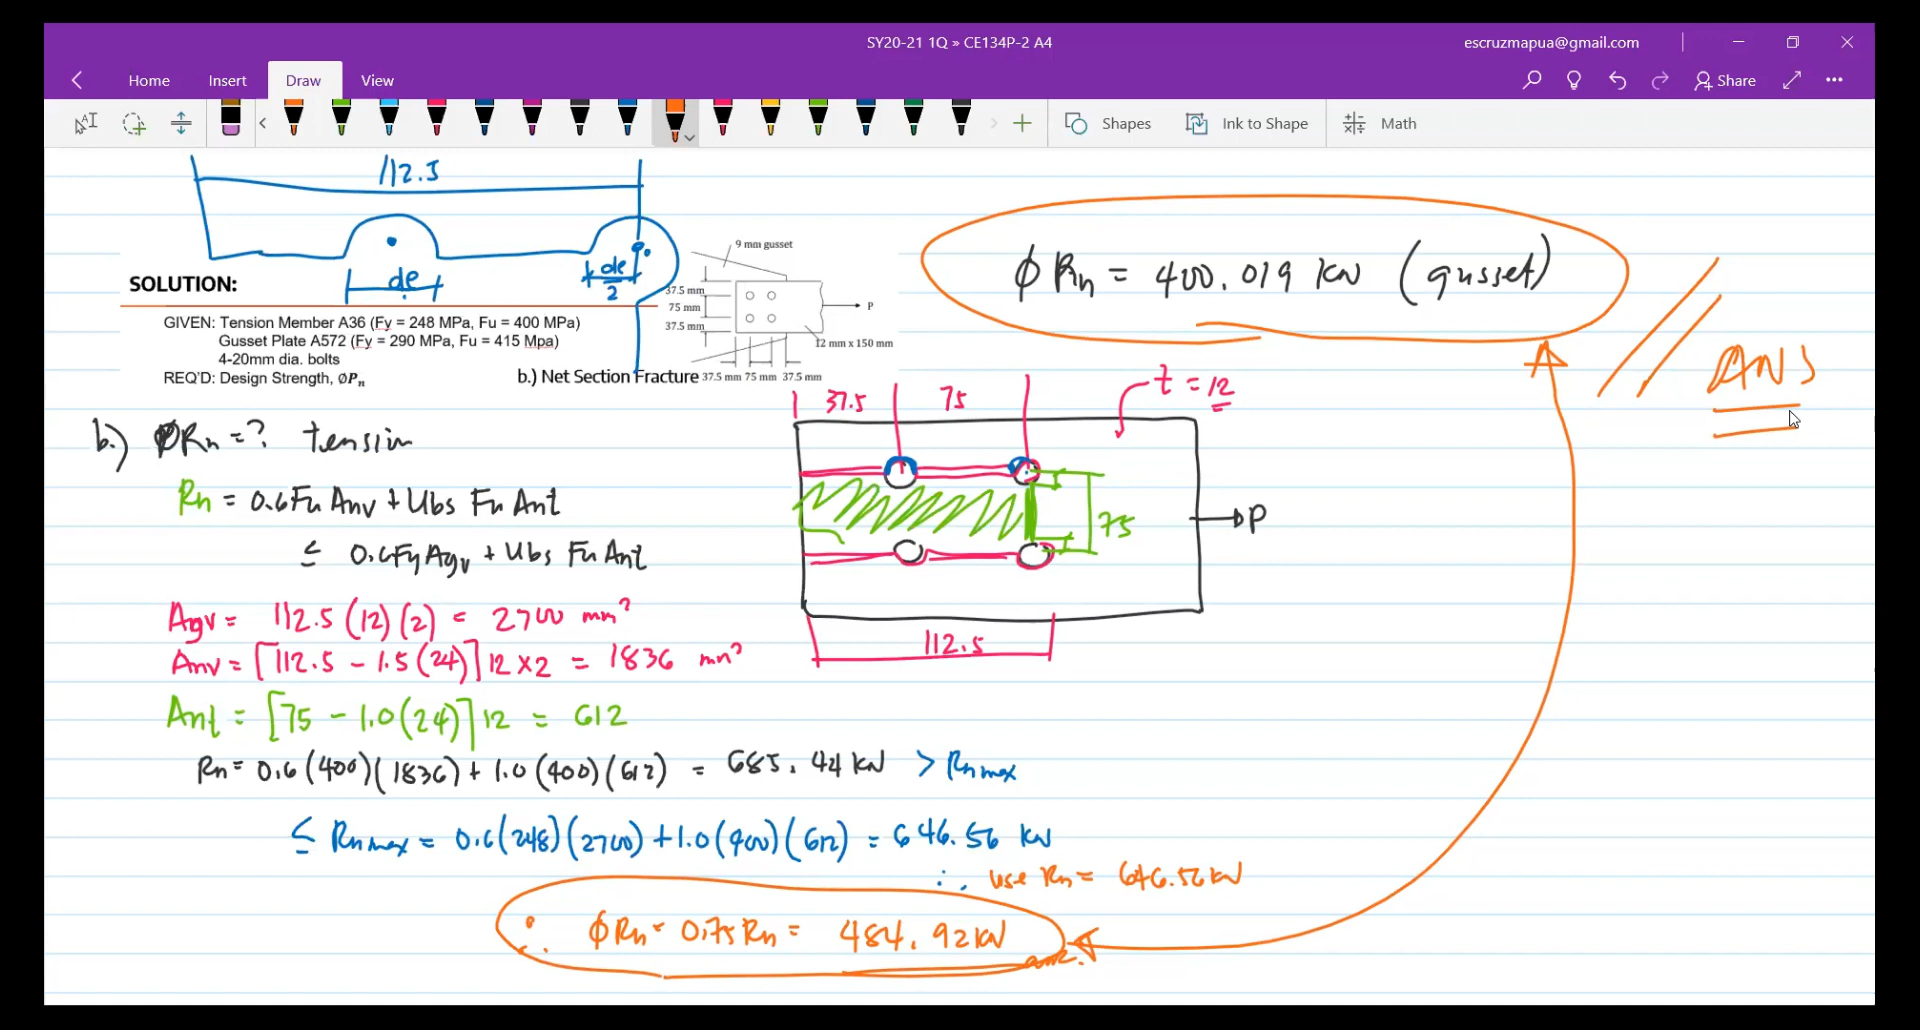 SY20-21 1Q » CE134P-2 A4
escruzmapua@gmail.com
Home Insert Draw View
Share
Shapes Ink to Shape Math
112.5
de
de/2
SOLUTION:
GIVEN: Tension Member A36 (Fy = 248 MPa, Fu = 400 MPa)
Gusset Plate A572 (Fy = 290 MPa, Fu = 415 Mpa)
4-20mm dia. bolts
REQ'D: Design Strength, ØPn
b.) Net Section Fracture
9 mm gusset
37.5 mm
75 mm
37.5 mm
P
12 mm x 150 mm
37.5 mm 75 mm 37.5 mm
ϕ Rn = 400.019 kN (gusset)
ANS
b.) ϕRn = ? tension
Rn = 0.6Fu Anv + Ubs Fu Ant
≤ 0.6Fy Agv + Ubs Fu Ant
Agv = 112.5 (12)(2) = 2700 mm²
Anv = [112.5 - 1.5(24)] 12 x 2 = 1836 mm²
Ant = [75 - 1.0(24)] 12 = 612
Rn = 0.6(400)(1836) + 1.0(400)(612) = 685.44 kN > Rn max
≤ Rn max = 0.6(248)(2700) + 1.0(400)(612) = 646.56 kN
∴ use Rn = 646.56 kN
∴ ϕRn = 0.75Rn = 484.92 kN
ans.
37.5 75
t = 12
75
P
112.5